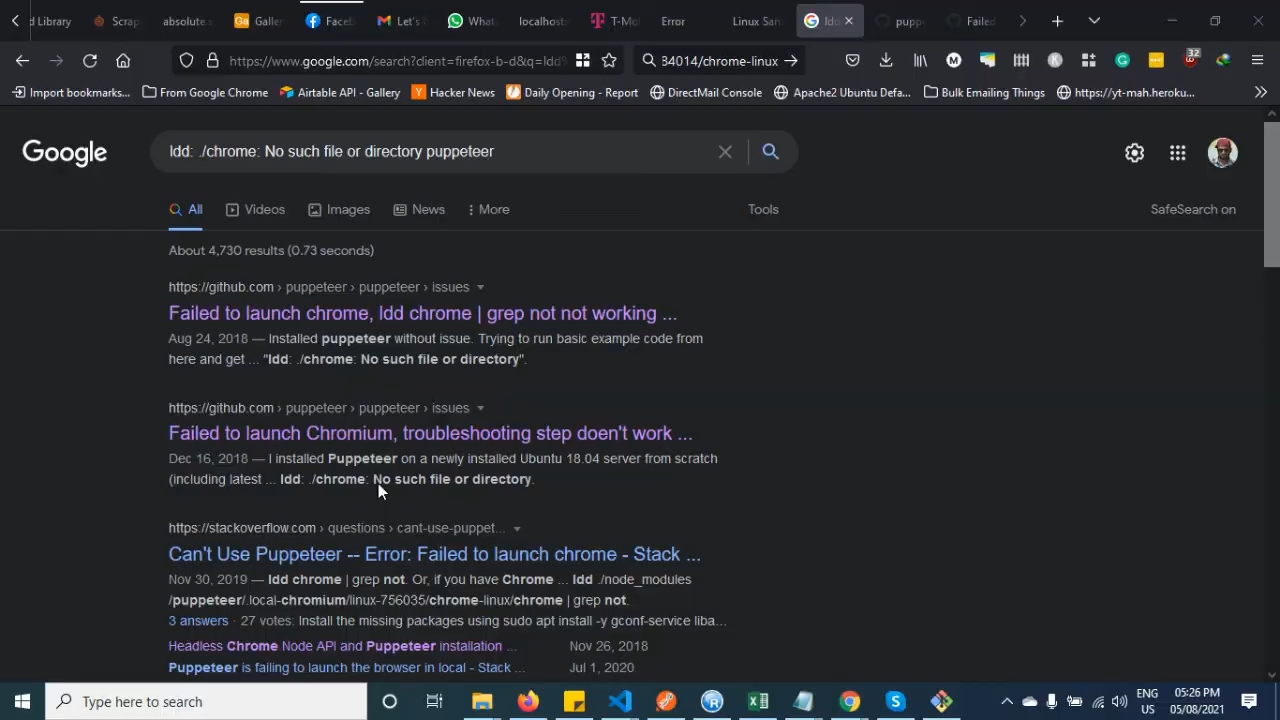 d Library
Scrap
absolute.a
Galler
Faceb
Let's b
What
localhost:
T-Mol
Error
Linux San
ldd
pupp
Failed
https://www.google.com/search?client=firefox-b-d&q=ldd%
84014/chrome-linux
32
Import bookmarks...
From Google Chrome
Airtable API - Gallery
Hacker News
Daily Opening - Report
DirectMail Console
Apache2 Ubuntu Defa...
Bulk Emailing Things
https://yt-mah.heroku...
Google
ldd: ./chrome: No such file or directory puppeteer
All
Videos
Images
News
More
Tools
SafeSearch on
About 4,730 results (0.73 seconds)
https://github.com › puppeteer › puppeteer › issues
Failed to launch chrome, ldd chrome | grep not not working ...
Aug 24, 2018 — Installed puppeteer without issue. Trying to run basic example code from
here and get ... "ldd: ./chrome: No such file or directory".
https://github.com › puppeteer › puppeteer › issues
Failed to launch Chromium, troubleshooting step doen't work ...
Dec 16, 2018 — I installed Puppeteer on a newly installed Ubuntu 18.04 server from scratch
(including latest ... ldd: ./chrome: No such file or directory.
https://stackoverflow.com › questions › cant-use-puppet...
Can't Use Puppeteer -- Error: Failed to launch chrome - Stack ...
Nov 30, 2019 — ldd chrome | grep not. Or, if you have Chrome ... ldd ./node_modules
/puppeteer/.local-chromium/linux-756035/chrome-linux/chrome | grep not.
3 answers · 27 votes: Install the missing packages using sudo apt install -y gconf-service liba...
Headless Chrome Node API and Puppeteer installation ...
Nov 26, 2018
Puppeteer is failing to launch the browser in local - Stack ...
Jul 1, 2020
Type here to search
ENG
US
05:26 PM
05/08/2021